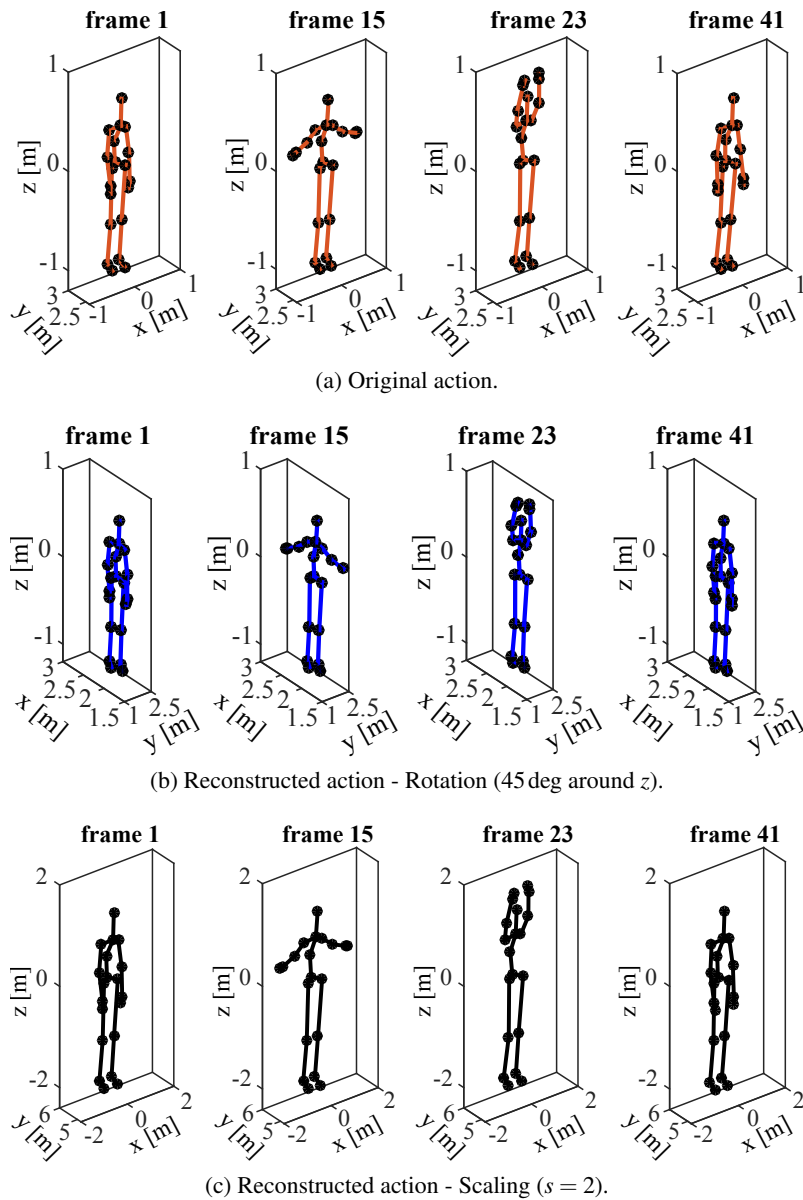 frame 1 frame 15 frame 23 frame 41
1 1 1 1
z [m] 0 z [m] 0 z [m] 0 z [m] 0
-1 -1 -1 -1
3 2.5 -1 0 1 3 2.5 -1 0 1 3 2.5 -1 0 1 3 2.5 -1 0 1
y [m] x [m] y [m] x [m] y [m] x [m] y [m] x [m]
(a) Original action.
frame 1 frame 15 frame 23 frame 41
1 1 1 1
z [m] 0 z [m] 0 z [m] 0 z [m] 0
-1 -1 -1 -1
3 2.5 2 1.5 1 2.5 3 2.5 2 1.5 1 2.5 3 2.5 2 1.5 1 2.5 3 2.5 2 1.5 1 2.5
x [m] y [m] x [m] y [m] x [m] y [m] x [m] y [m]
(b) Reconstructed action - Rotation (45 deg around z).
frame 1 frame 15 frame 23 frame 41
2 2 2 2
z [m] 0 z [m] 0 z [m] 0 z [m] 0
-2 -2 -2 -2
6 5 -2 0 2 6 5 -2 0 2 6 5 -2 0 2 6 5 -2 0 2
y [m] x [m] y [m] x [m] y [m] x [m] y [m] x [m]
(c) Reconstructed action - Scaling (s = 2).